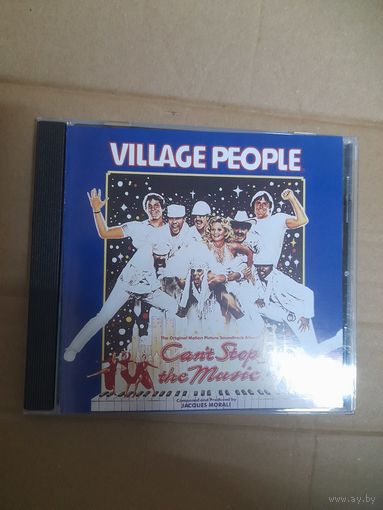 VILLAGE PEOPLE
The Original Motion Picture Soundtrack Album
Can't Stop
the Music
Composed and Produced by
JACQUES MORALI
www.ay.by